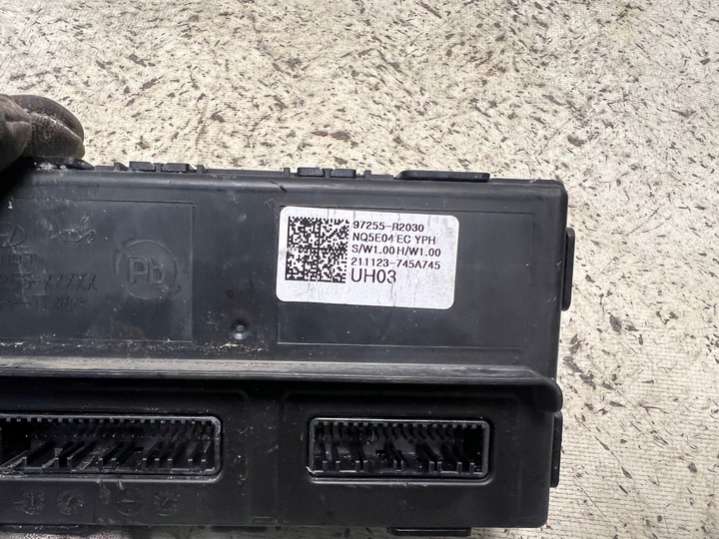 97255-R2030
NQ5E04 EC YPH
S/W1.00 H/W1.00
211123-745A745
UH03
Pb